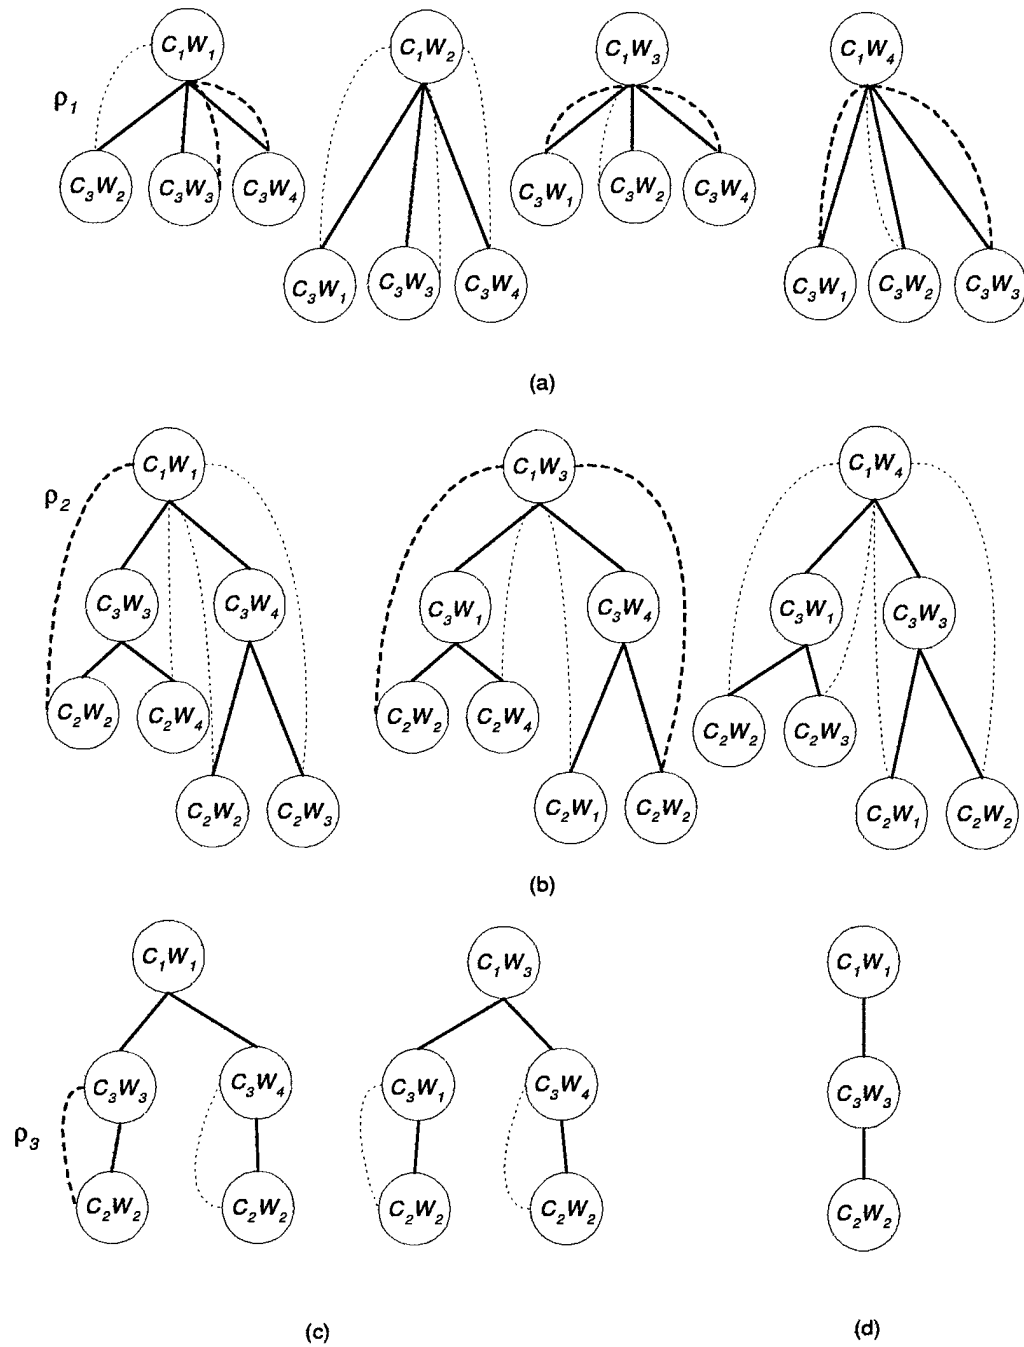 C₁W₁ C₁W₂ C₁W₃ C₁W₄
ρ₁
C₃W₂ C₃W₃ C₃W₄ C₃W₁ C₃W₂ C₃W₄
C₃W₁ C₃W₃ C₃W₄ C₃W₁ C₃W₂ C₃W₃
(a)
C₁W₁ C₁W₃ C₁W₄
ρ₂
C₃W₃ C₃W₄ C₃W₁ C₃W₄ C₃W₁ C₃W₃
C₂W₂ C₂W₄ C₂W₂ C₂W₄ C₂W₂ C₂W₃
C₂W₂ C₂W₃ C₂W₁ C₂W₂ C₂W₁ C₂W₂
(b)
C₁W₁ C₁W₃ C₁W₁
C₃W₃ C₃W₄ C₃W₁ C₃W₄ C₃W₃
ρ₃
C₂W₂ C₂W₂ C₂W₂ C₂W₂ C₂W₂
(c) (d)